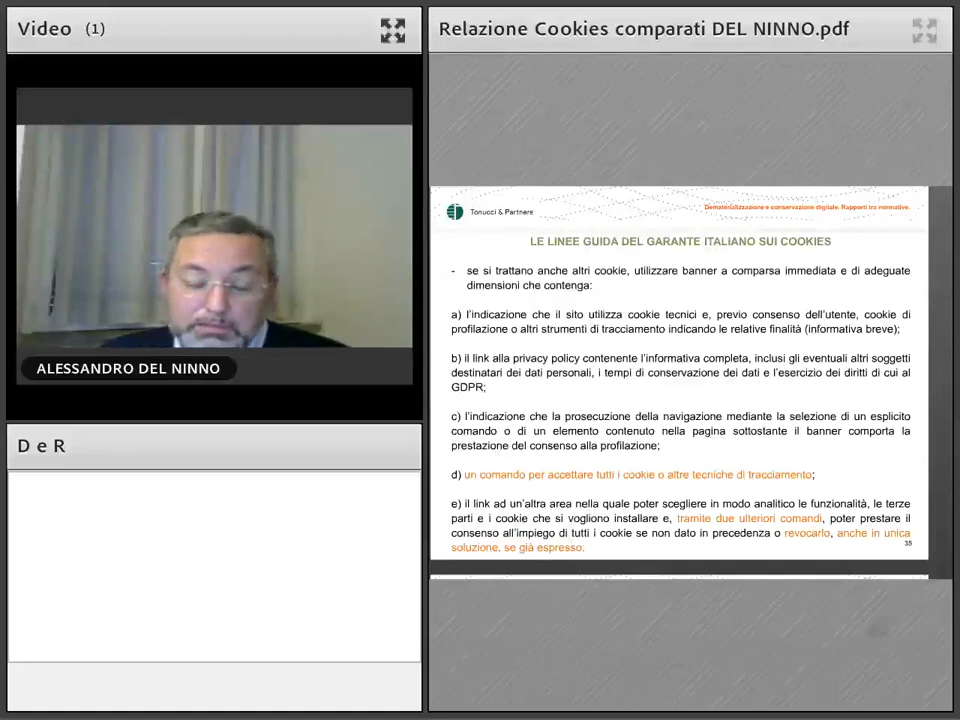 Video (1)
ALESSANDRO DEL NINNO
D e R
Relazione Cookies comparati DEL NINNO.pdf
Tonucci & Partners
Dematerializzazione e conservazione digitale. Rapporti tra normative.
LE LINEE GUIDA DEL GARANTE ITALIANO SUI COOKIES
- se si trattano anche altri cookie, utilizzare banner a comparsa immediata e di adeguate
dimensioni che contenga:
a) l'indicazione che il sito utilizza cookie tecnici e, previo consenso dell'utente, cookie di
profilazione o altri strumenti di tracciamento indicando le relative finalità (informativa breve);
b) il link alla privacy policy contenente l'informativa completa, inclusi gli eventuali altri soggetti
destinatari dei dati personali, i tempi di conservazione dei dati e l'esercizio dei diritti di cui al
GDPR;
c) l'indicazione che la prosecuzione della navigazione mediante la selezione di un esplicito
comando o di un elemento contenuto nella pagina sottostante il banner comporta la
prestazione del consenso alla profilazione;
d) un comando per accettare tutti i cookie o altre tecniche di tracciamento;
e) il link ad un'altra area nella quale poter scegliere in modo analitico le funzionalità, le terze
parti e i cookie che si vogliono installare e, tramite due ulteriori comandi, poter prestare il
consenso all'impiego di tutti i cookie se non dato in precedenza o revocarlo, anche in unica
soluzione, se già espresso;
35